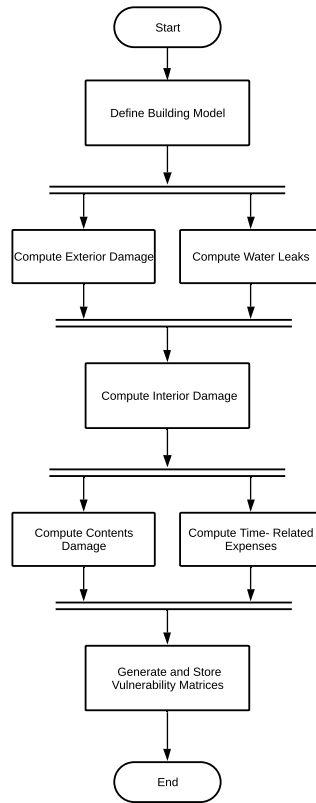 Start
Define Building Model
Compute Exterior Damage
Compute Water Leaks
Compute Interior Damage
Compute Contents
Damage
Compute Time- Related
Expenses
Generate and Store
Vulnerability Matrices
End